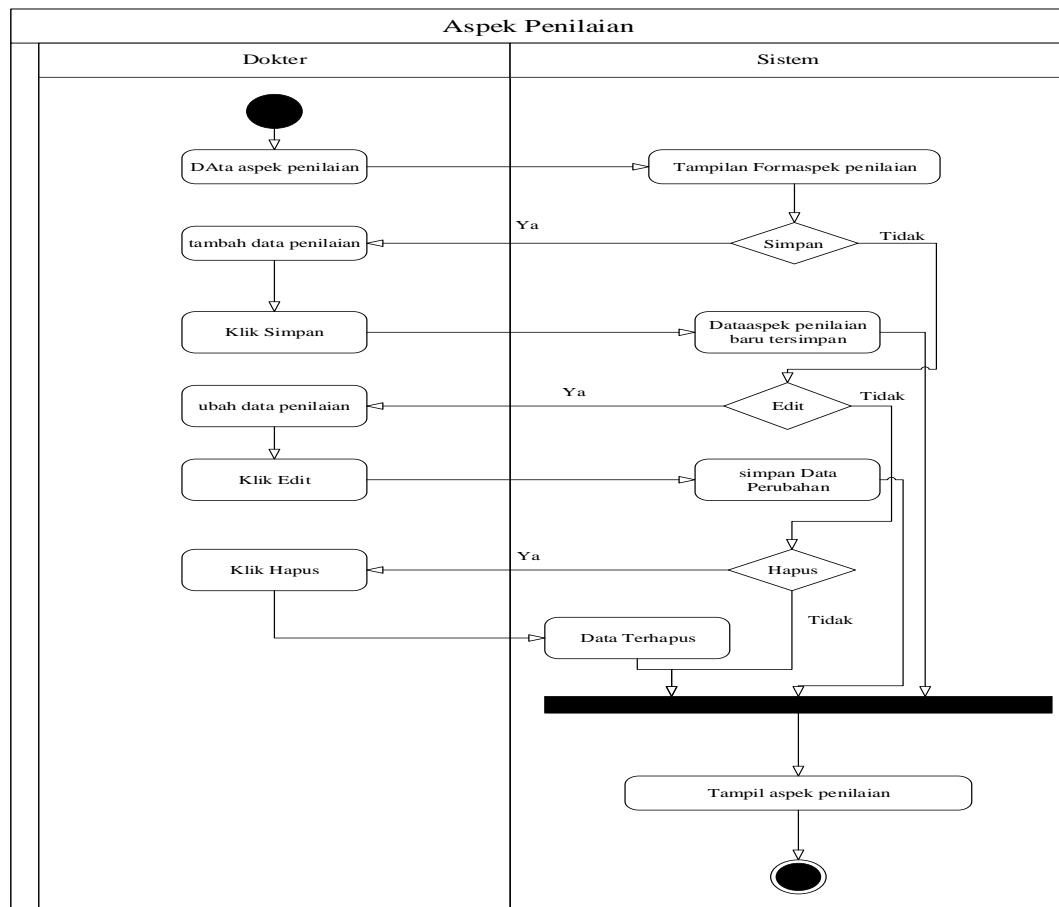 Aspek Penilaian
Dokter
Sistem
DAta aspek penilaian
Tampilan Formaspek penilaian
Ya
tambah data penilaian
Simpan
Tidak
Klik Simpan
Dataaspek penilaian
baru tersimpan
Ya
ubah data penilaian
Edit
Tidak
Klik Edit
simpan Data
Perubahan
Ya
Klik Hapus
Hapus
Tidak
Data Terhapus
Tampil aspek penilaian